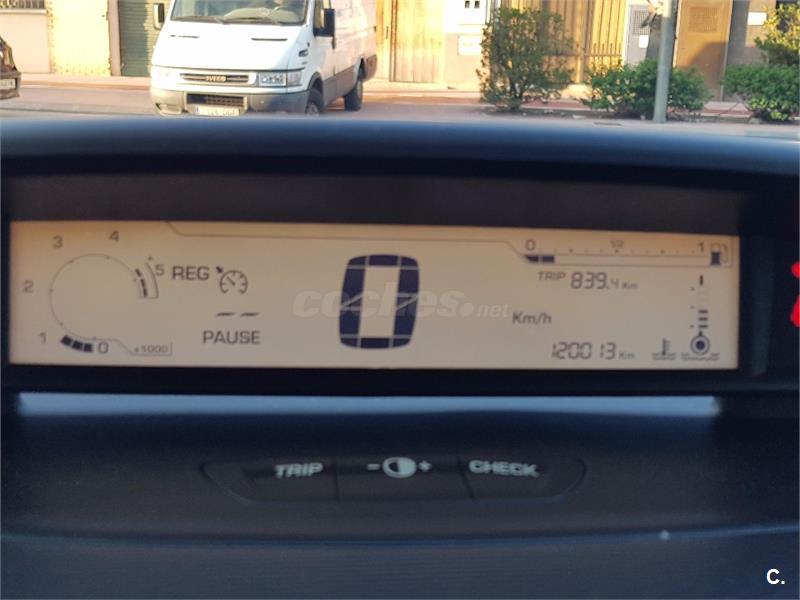 IVECO
4
3
5
2
1
0
x1000
REG
--
PAUSE
0
coches.net
0 1/2 1
TRIP 839.4 Km
Km/h
120013 Km
TRIP
- +
CHECK
C.